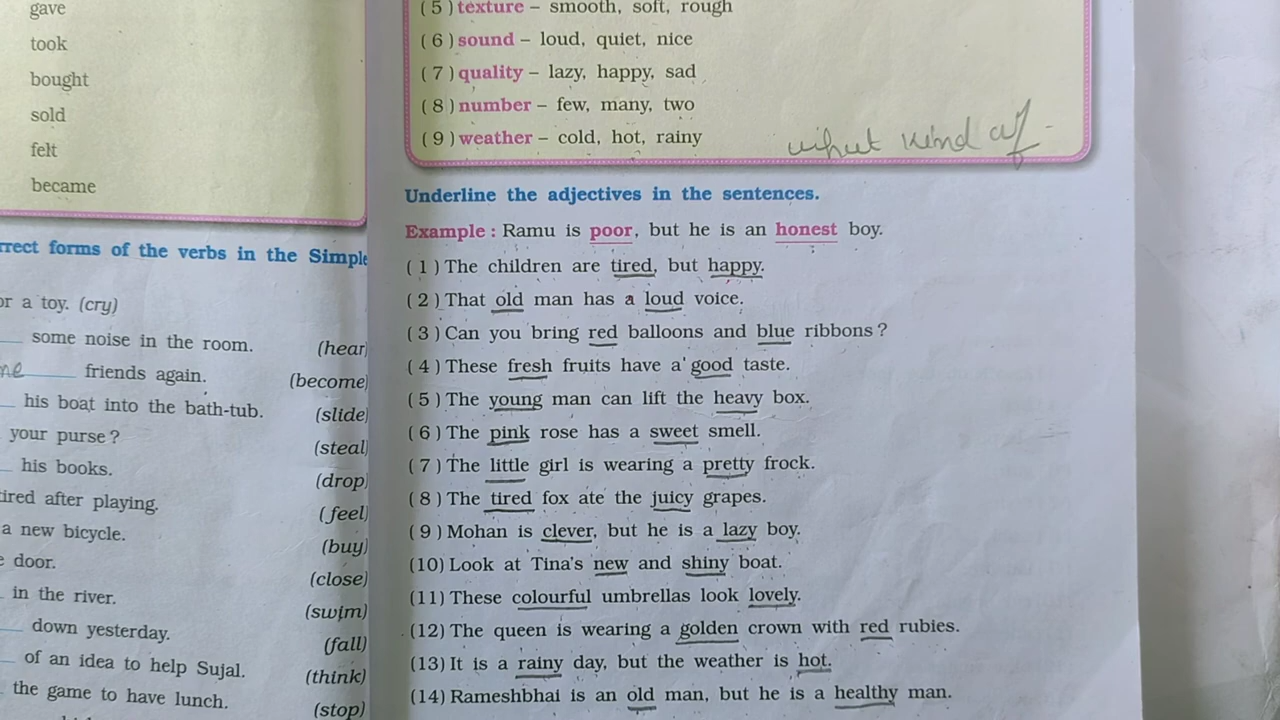 gave
took
bought
sold
felt
became
rrect forms of the verbs in the Simple
or a toy. (cry)
some noise in the room. (hear)
me friends again. (become)
his boat into the bath-tub. (slide)
your purse? (steal)
his books. (drop)
tired after playing. (feel)
a new bicycle. (buy)
e door. (close)
in the river. (swim)
down yesterday. (fall)
of an idea to help Sujal. (think)
the game to have lunch. (stop)
(5) texture – smooth, soft, rough
(6) sound – loud, quiet, nice
(7) quality – lazy, happy, sad
(8) number – few, many, two
(9) weather – cold, hot, rainy
what kind of -
Underline the adjectives in the sentences.
Example : Ramu is poor, but he is an honest boy.
(1) The children are tired, but happy.
(2) That old man has a loud voice.
(3) Can you bring red balloons and blue ribbons?
(4) These fresh fruits have a good taste.
(5) The young man can lift the heavy box.
(6) The pink rose has a sweet smell.
(7) The little girl is wearing a pretty frock.
(8) The tired fox ate the juicy grapes.
(9) Mohan is clever, but he is a lazy boy.
(10) Look at Tina's new and shiny boat.
(11) These colourful umbrellas look lovely.
(12) The queen is wearing a golden crown with red rubies.
(13) It is a rainy day, but the weather is hot.
(14) Rameshbhai is an old man, but he is a healthy man.